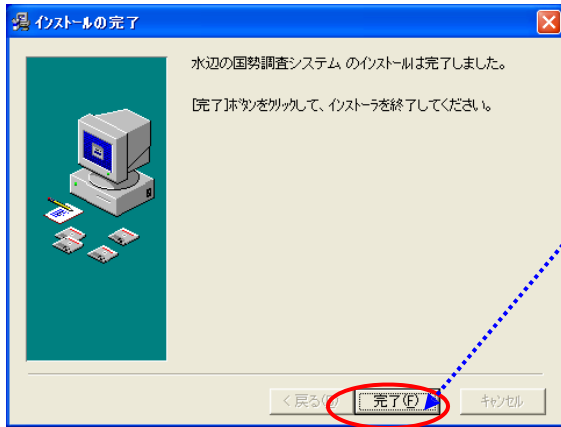 インストールの完了
水辺の国勢調査システム のインストールは完了しました。
[完了]ボタンをクリックして、インストーラを終了してください。
< 戻る(
完了(F)
キャンセル